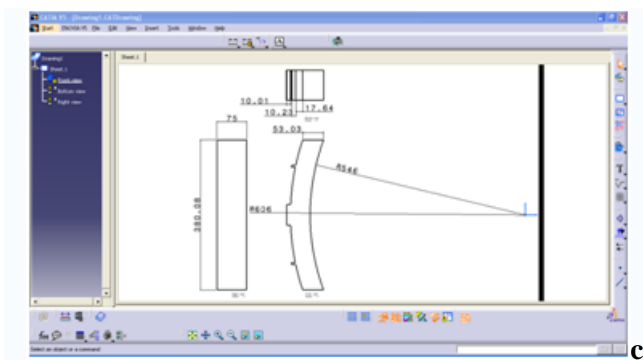 CATIA V5 - [Drawing1.CATDrawing]
Start ENOVIA V5 File Edit View Insert Tools Window Help
Drawing1
Sheet.1
Front view
Bottom view
Right view
Sheet.1
10.01
10.23
17.64
75
53.03
R546
R606
380.08
Select an object or a command
c